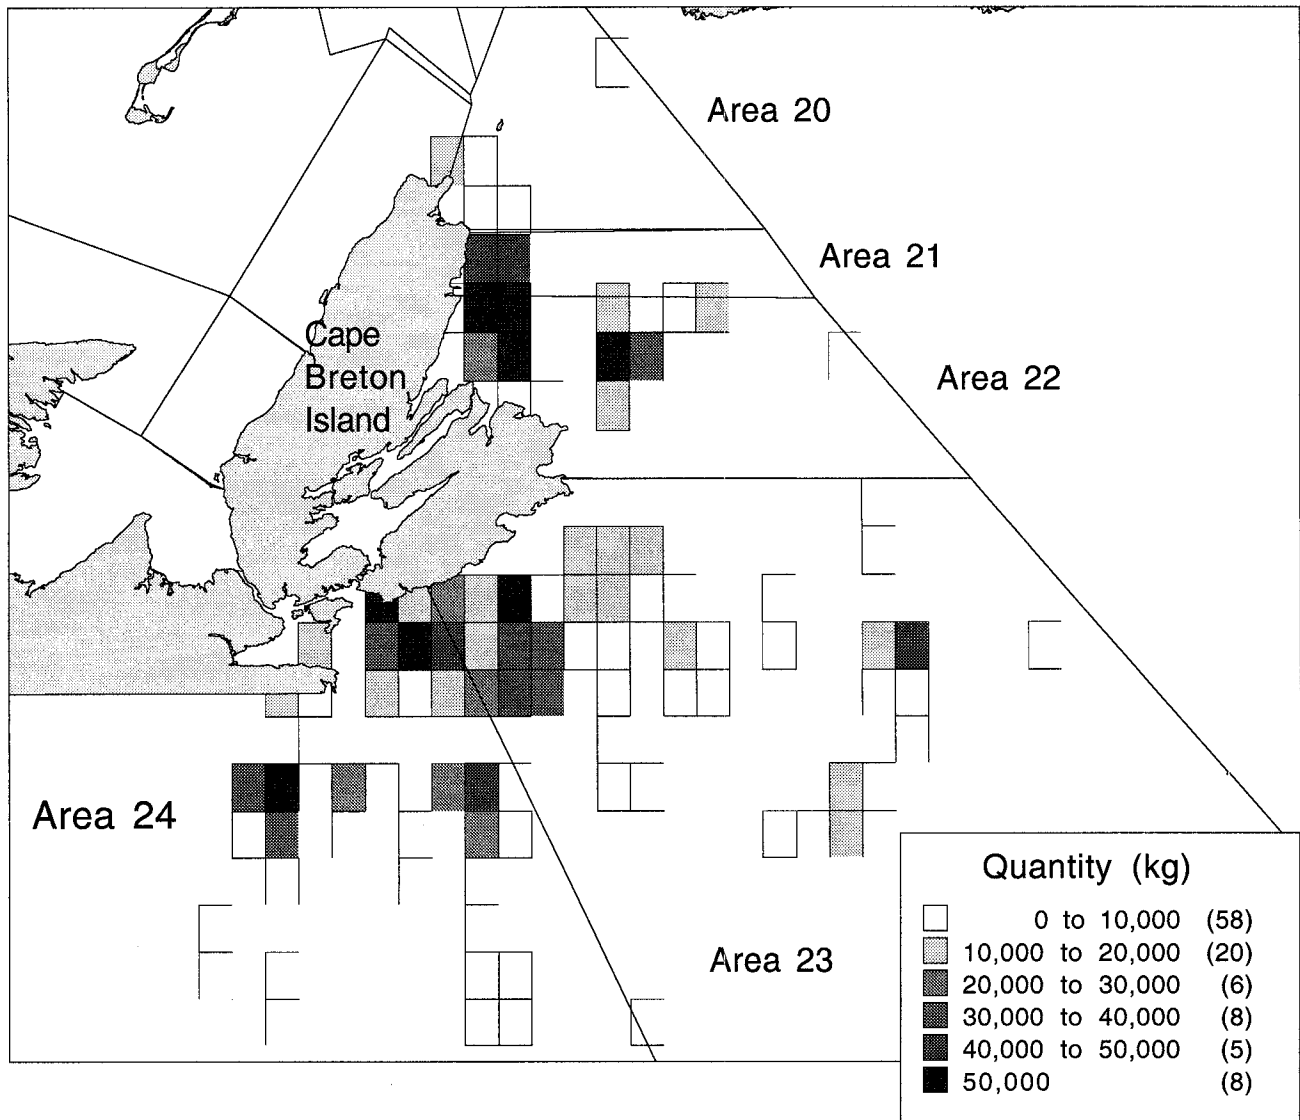 Area 20
Area 21
Cape
Breton
Island
Area 22
Area 24
Area 23
Quantity (kg)
0 to 10,000 (58)
10,000 to 20,000 (20)
20,000 to 30,000 (6)
30,000 to 40,000 (8)
40,000 to 50,000 (5)
50,000 (8)